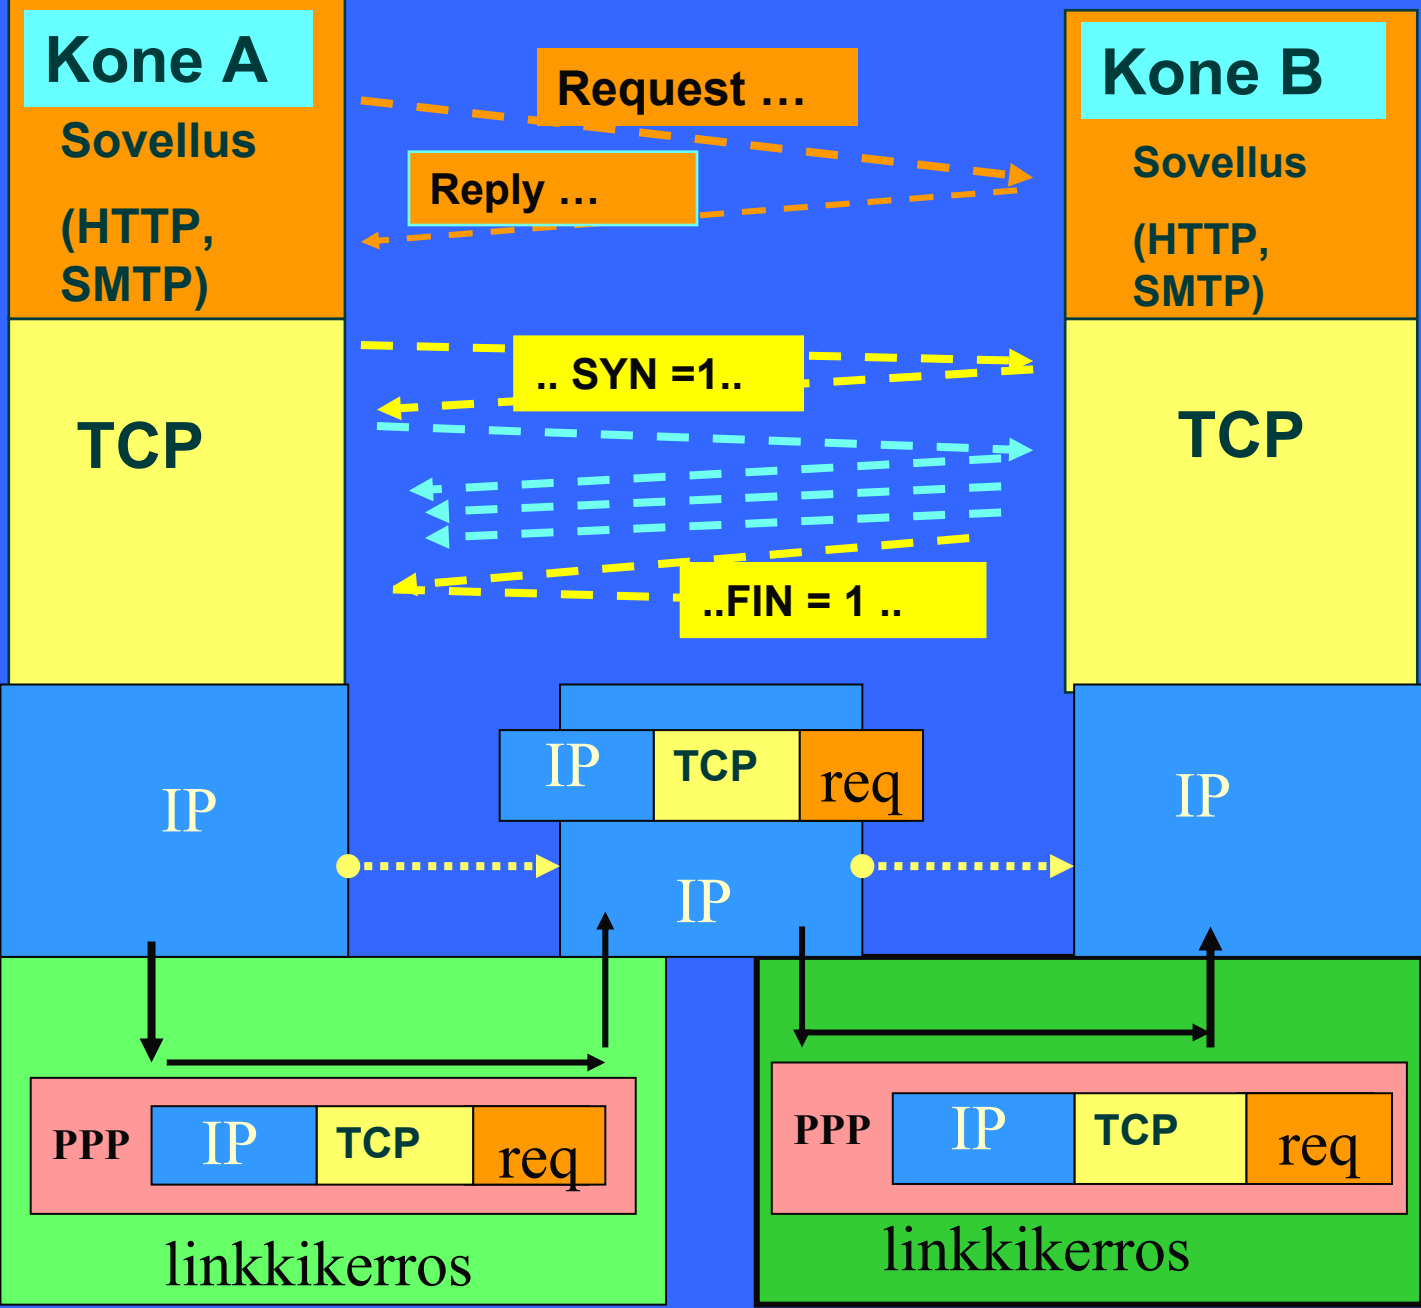 Kone A
Sovellus
(HTTP,
SMTP)
Request …
Reply …
Kone B
Sovellus
(HTTP,
SMTP)
TCP
.. SYN =1..
..FIN = 1 ..
TCP
IP
IP TCP req
IP
IP
PPP IP TCP req
linkkikerros
PPP IP TCP req
linkkikerros